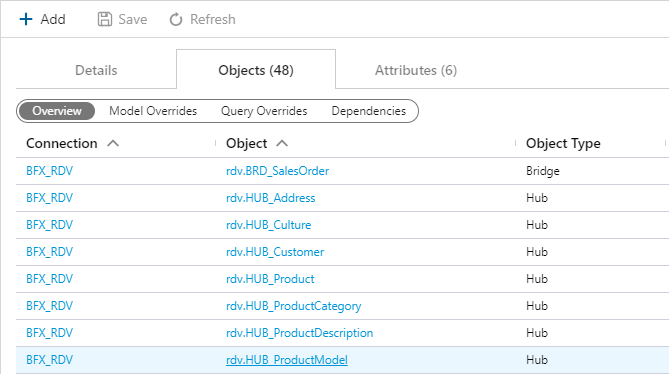 Add Save Refresh
Details Objects (48) Attributes (6)
Overview Model Overrides Query Overrides Dependencies
Connection Object Object Type
BFX_RDV rdv.BRD_SalesOrder Bridge
BFX_RDV rdv.HUB_Address Hub
BFX_RDV rdv.HUB_Culture Hub
BFX_RDV rdv.HUB_Customer Hub
BFX_RDV rdv.HUB_Product Hub
BFX_RDV rdv.HUB_ProductCategory Hub
BFX_RDV rdv.HUB_ProductDescription Hub
BFX_RDV rdv.HUB_ProductModel Hub